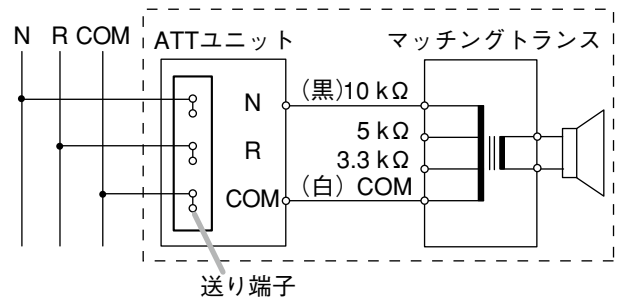 N R COM
ATTユニット
マッチングトランス
N
(黒)10 kΩ
5 kΩ
R
3.3 kΩ
COM
(白) COM
送り端子